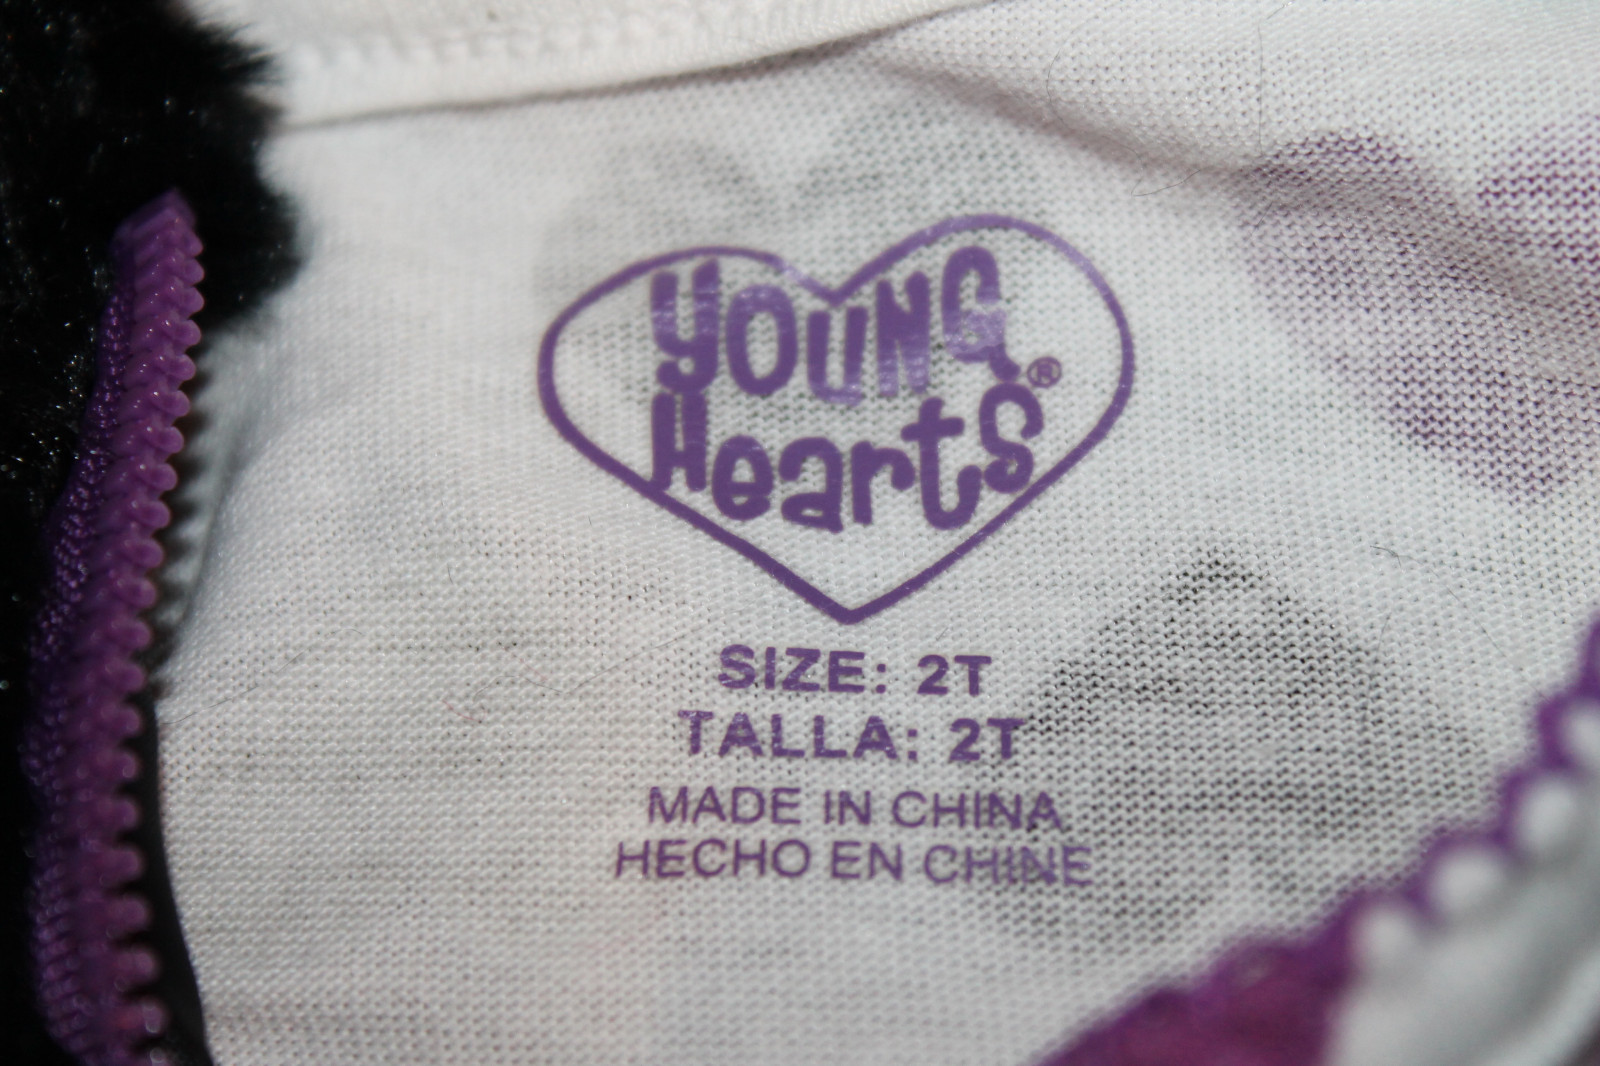 YOUNG
Hearts®
SIZE: 2T
TALLA: 2T
MADE IN CHINA
HECHO EN CHINE